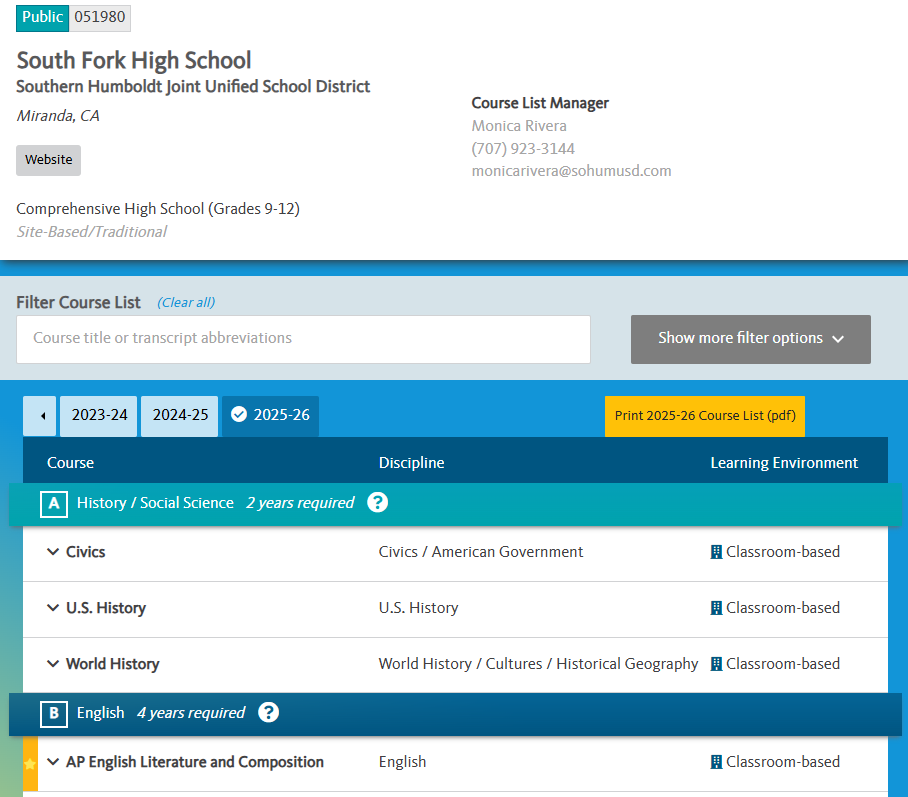 Public 051980
South Fork High School
Southern Humboldt Joint Unified School District
Miranda, CA
Website
Comprehensive High School (Grades 9-12)
Site-Based/Traditional
Course List Manager
Monica Rivera
(707) 923-3144
monicarivera@sohumusd.com
Filter Course List (Clear all)
Course title or transcript abbreviations
Show more filter options
2023-24 2024-25 2025-26
Print 2025-26 Course List (pdf)
Course Discipline Learning Environment
A History / Social Science 2 years required ?
Civics Civics / American Government Classroom-based
U.S. History U.S. History Classroom-based
World History World History / Cultures / Historical Geography Classroom-based
B English 4 years required ?
AP English Literature and Composition English Classroom-based